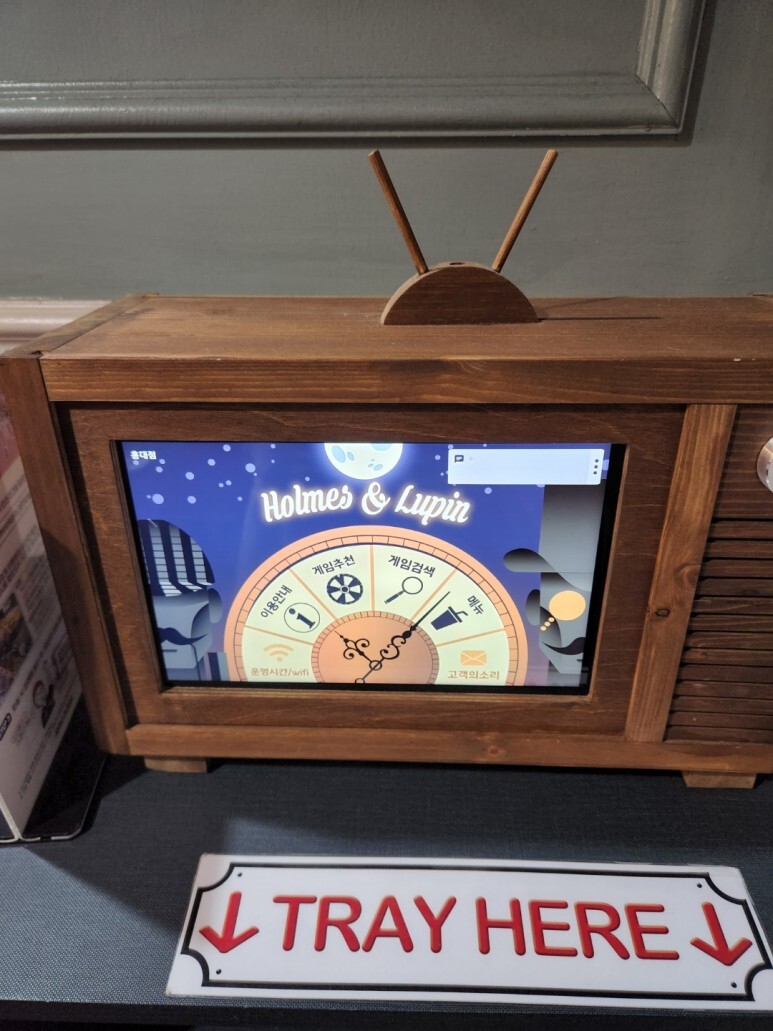 홍대점
Holmes & Lupin
게임추천
게임검색
이용안내
메뉴
운영시간/wifi
고객의소리
TRAY HERE